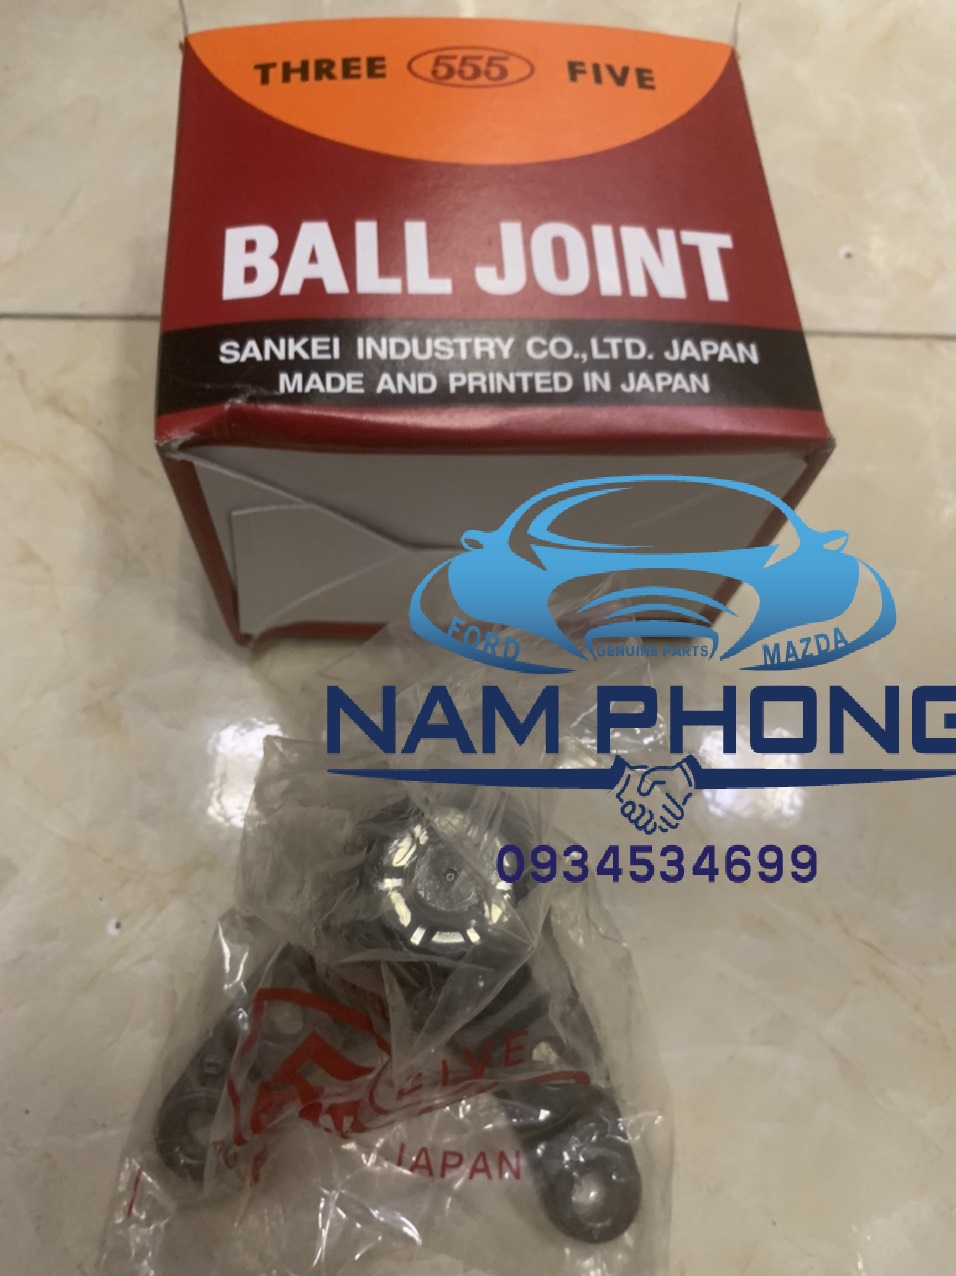 THREE 555 FIVE
BALL JOINT
SANKEI INDUSTRY CO.,LTD. JAPAN
MADE AND PRINTED IN JAPAN
FORD
GENUINE PARTS
MAZDA
NAM PHONG
0934534699
FIVE
JAPAN